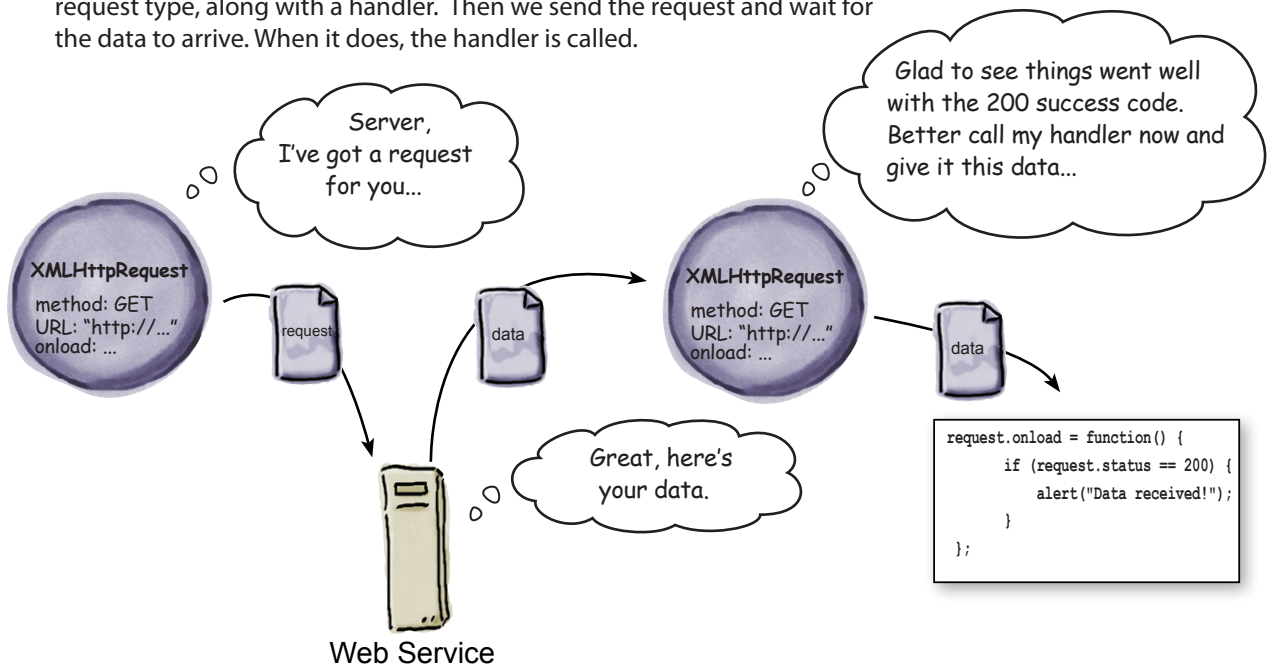 request type, along with a handler.  Then we send the request and wait for
the data to arrive. When it does, the handler is called.
Server,
I've got a request
for you...
Glad to see things went well
with the 200 success code.
Better call my handler now and
give it this data...
XMLHttpRequest
method: GET
URL: “http://...”
onload: ...
request
data
XMLHttpRequest
method: GET
URL: “http://...”
onload: ...
data
Great, here's
your data.
request.onload = function() {
if (request.status == 200) {
alert("Data received!");
}
};
Web Service